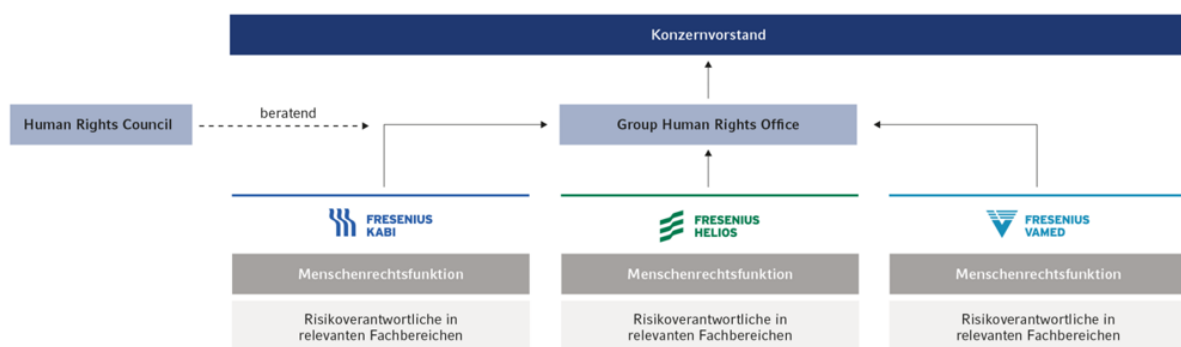 Konzernvorstand
Human Rights Council
beratend
Group Human Rights Office
FRESENIUS
KABI
FRESENIUS
HELIOS
FRESENIUS
VAMED
Menschenrechtsfunktion
Menschenrechtsfunktion
Menschenrechtsfunktion
Risikoverantwortliche in
relevanten Fachbereichen
Risikoverantwortliche in
relevanten Fachbereichen
Risikoverantwortliche in
relevanten Fachbereichen